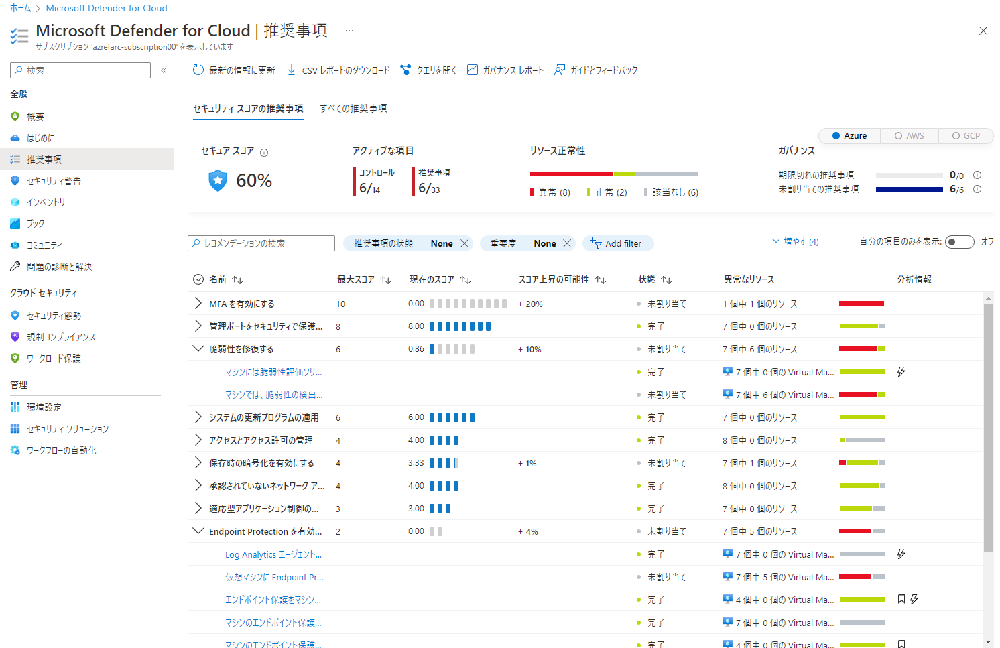 ホーム > Microsoft Defender for Cloud
Microsoft Defender for Cloud | 推奨事項 ...
サブスクリプション 'azrefarc-subscription00' を表示しています
検索 «
最新の情報に更新 CSV レポートのダウンロード クエリを開く ガバナンス レポート ガイドとフィードバック
全般
概要
はじめに
推奨事項
セキュリティ警告
インベントリ
ブック
コミュニティ
問題の診断と解決
クラウド セキュリティ
セキュリティ態勢
規制コンプライアンス
ワークロード保護
管理
環境設定
セキュリティ ソリューション
ワークフローの自動化
セキュリティ スコアの推奨事項 すべての推奨事項
Azure AWS GCP
セキュア スコア
60%
アクティブな項目
コントロール 推奨事項
6/14 6/33
リソース正常性
異常 (8) 正常 (2) 該当なし (6)
ガバナンス
期限切れの推奨事項 0/0
未割り当ての推奨事項 6/6
レコメンデーションの検索 推奨事項の状態 == None 重要度 == None Add filter 増やす (4) 自分の項目のみを表示: オフ
名前 ↑↓ 最大スコア ↑↓ 現在のスコア ↑↓ スコア上昇の可能性 ↑↓ 状態 ↑↓ 異常なリソース 分析情報
MFA を有効にする 10 0.00 + 20% 未割り当て 1 個中 1 個のリソース
管理ポートをセキュリティで保護... 8 8.00 完了 7 個中 0 個のリソース
脆弱性を修復する 6 0.86 + 10% 未割り当て 7 個中 6 個のリソース
マシンには脆弱性評価ソリ... 完了 7 個中 0 個の Virtual Ma...
マシンでは、脆弱性の検出... 未割り当て 7 個中 6 個の Virtual Ma...
システムの更新プログラムの適用 6 6.00 完了 7 個中 0 個のリソース
アクセスとアクセス許可の管理 4 4.00 完了 8 個中 0 個のリソース
保存時の暗号化を有効にする 4 3.33 + 1% 未割り当て 7 個中 1 個のリソース
承認されていないネットワーク ア... 4 4.00 完了 8 個中 0 個のリソース
適応型アプリケーション制御の... 3 3.00 完了 7 個中 0 個のリソース
Endpoint Protection を有効... 2 0.00 + 4% 未割り当て 7 個中 5 個のリソース
Log Analytics エージェント... 完了 7 個中 0 個の Virtual Ma...
仮想マシンに Endpoint Pr... 未割り当て 7 個中 5 個の Virtual Ma...
エンドポイント保護をマシン... 完了 4 個中 0 個の Virtual Ma...
マシンのエンドポイント保護... 完了 7 個中 0 個の Virtual Ma...
マシンのエンドポイント保護... 完了 4 個中 0 個の Virtual Ma...